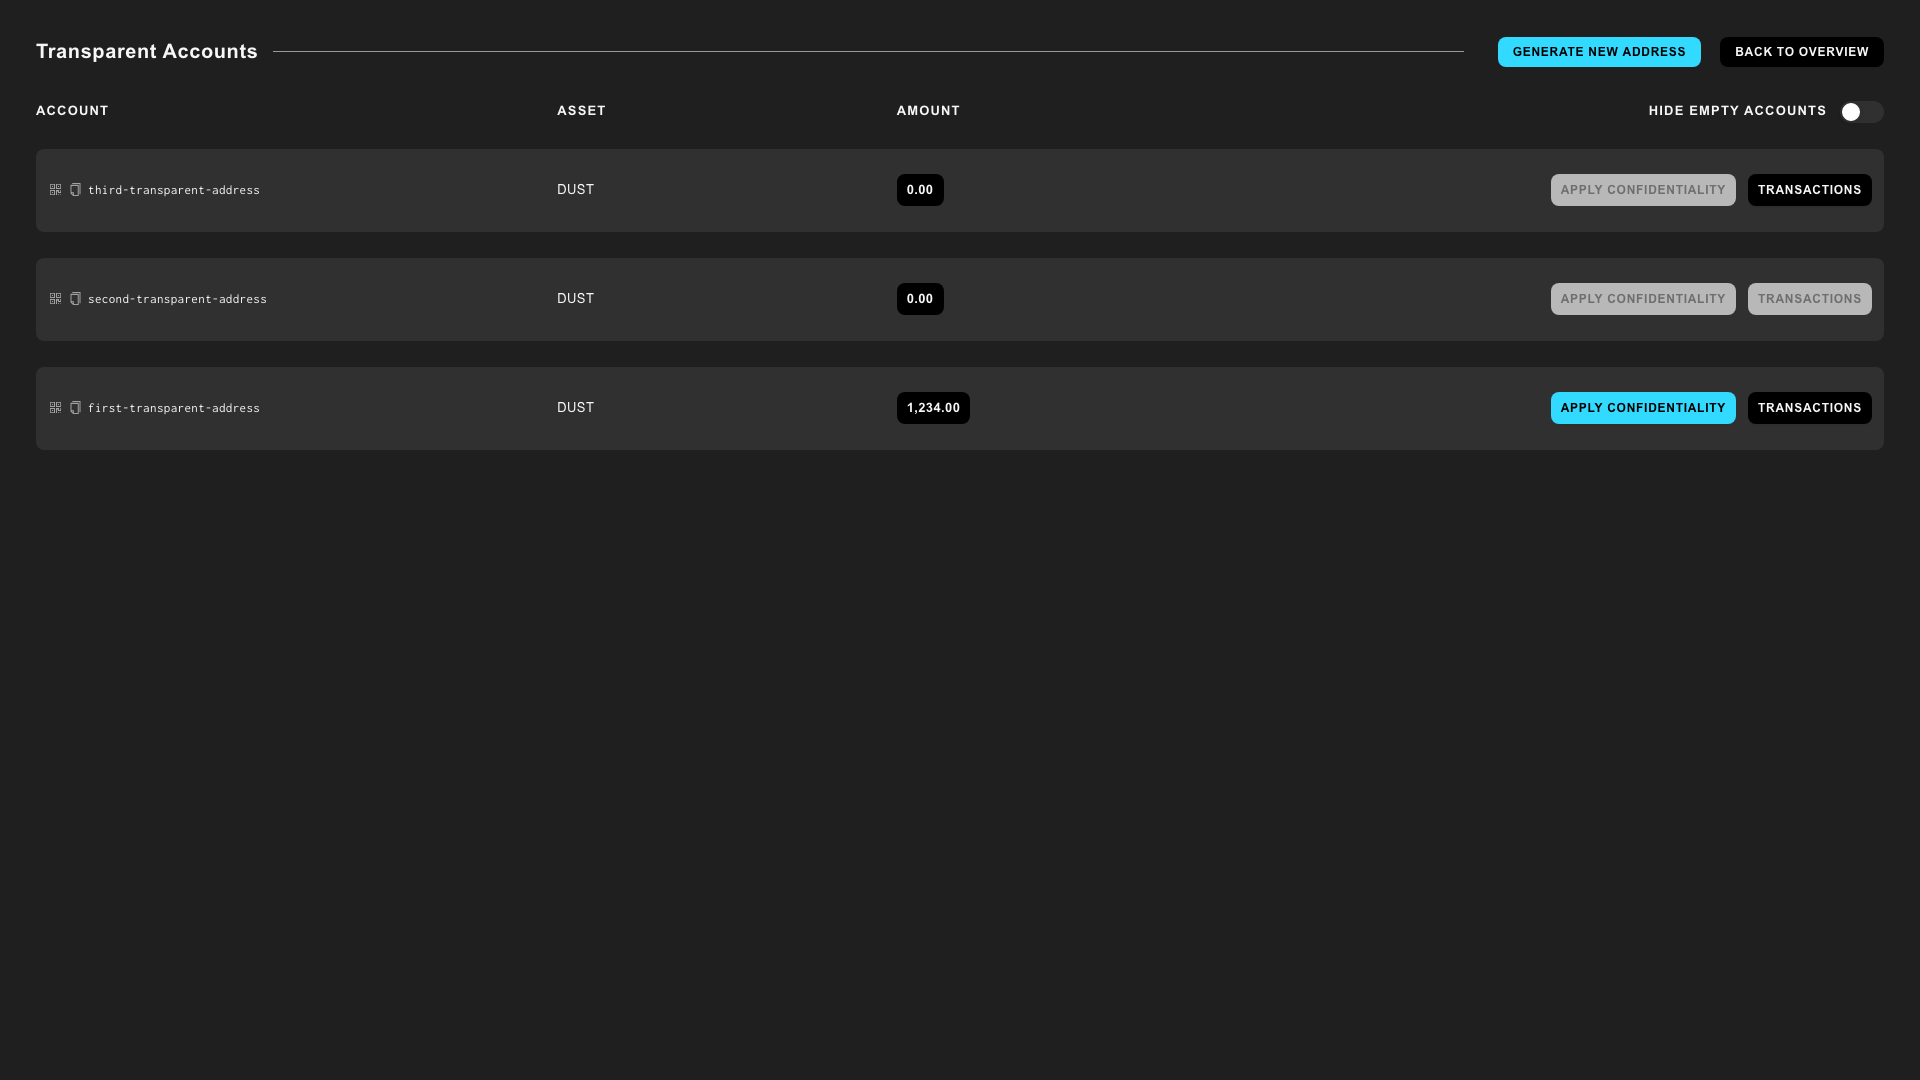 Transparent Accounts
GENERATE NEW ADDRESS
BACK TO OVERVIEW
ACCOUNT ASSET AMOUNT HIDE EMPTY ACCOUNTS
third-transparent-address DUST 0.00 APPLY CONFIDENTIALITY TRANSACTIONS
second-transparent-address DUST 0.00 APPLY CONFIDENTIALITY TRANSACTIONS
first-transparent-address DUST 1,234.00 APPLY CONFIDENTIALITY TRANSACTIONS